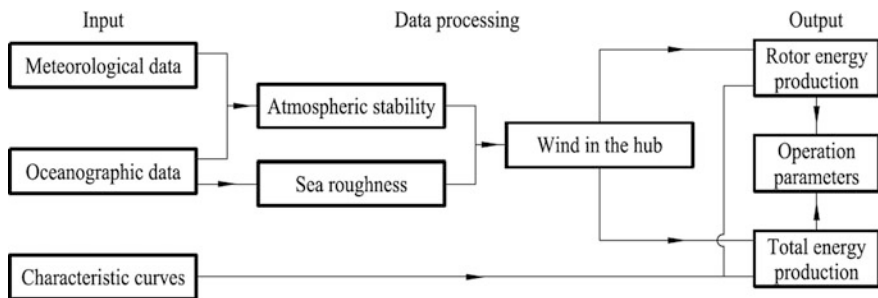 Input
Data processing
Output
Meteorological data
Atmospheric stability
Rotor energy
production
Oceanographic data
Sea roughness
Wind in the hub
Operation
parameters
Characteristic curves
Total energy
production